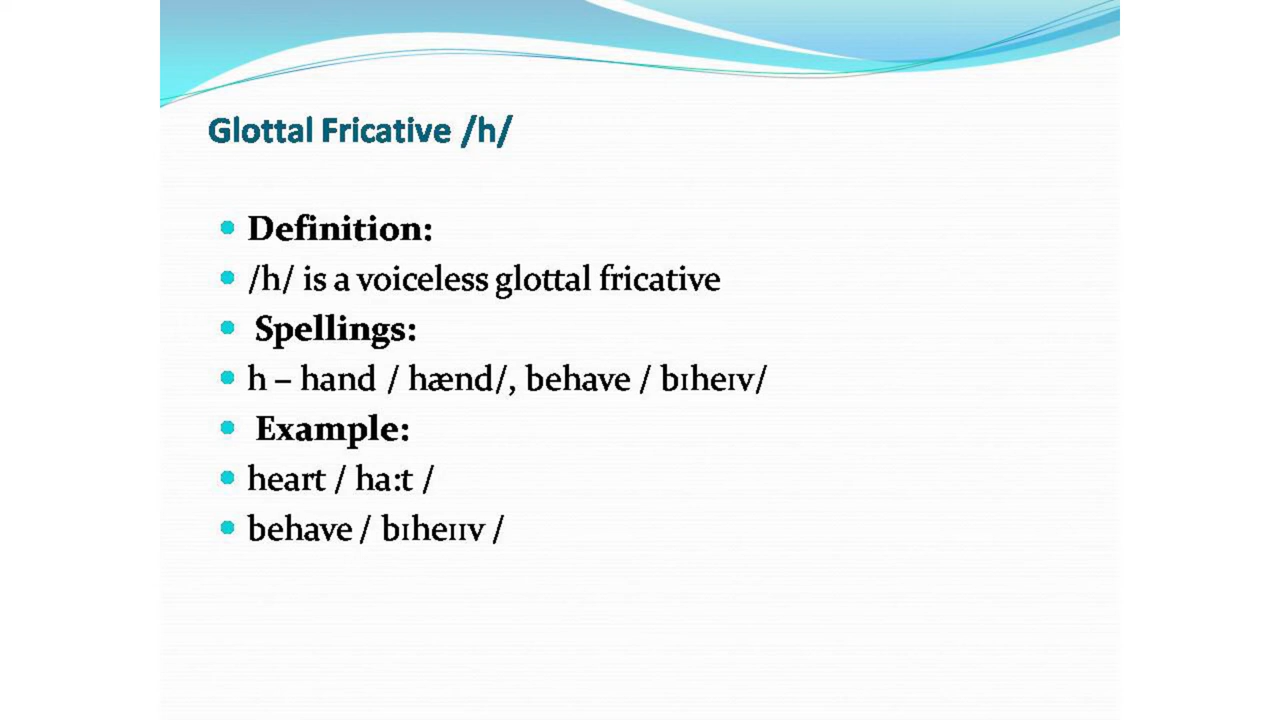 Glottal Fricative /h/
Definition:
/h/ is a voiceless glottal fricative
Spellings:
h – hand / hænd/, behave / bɪheɪv/
Example:
heart / ha:t /
behave / bɪheɪɪv /